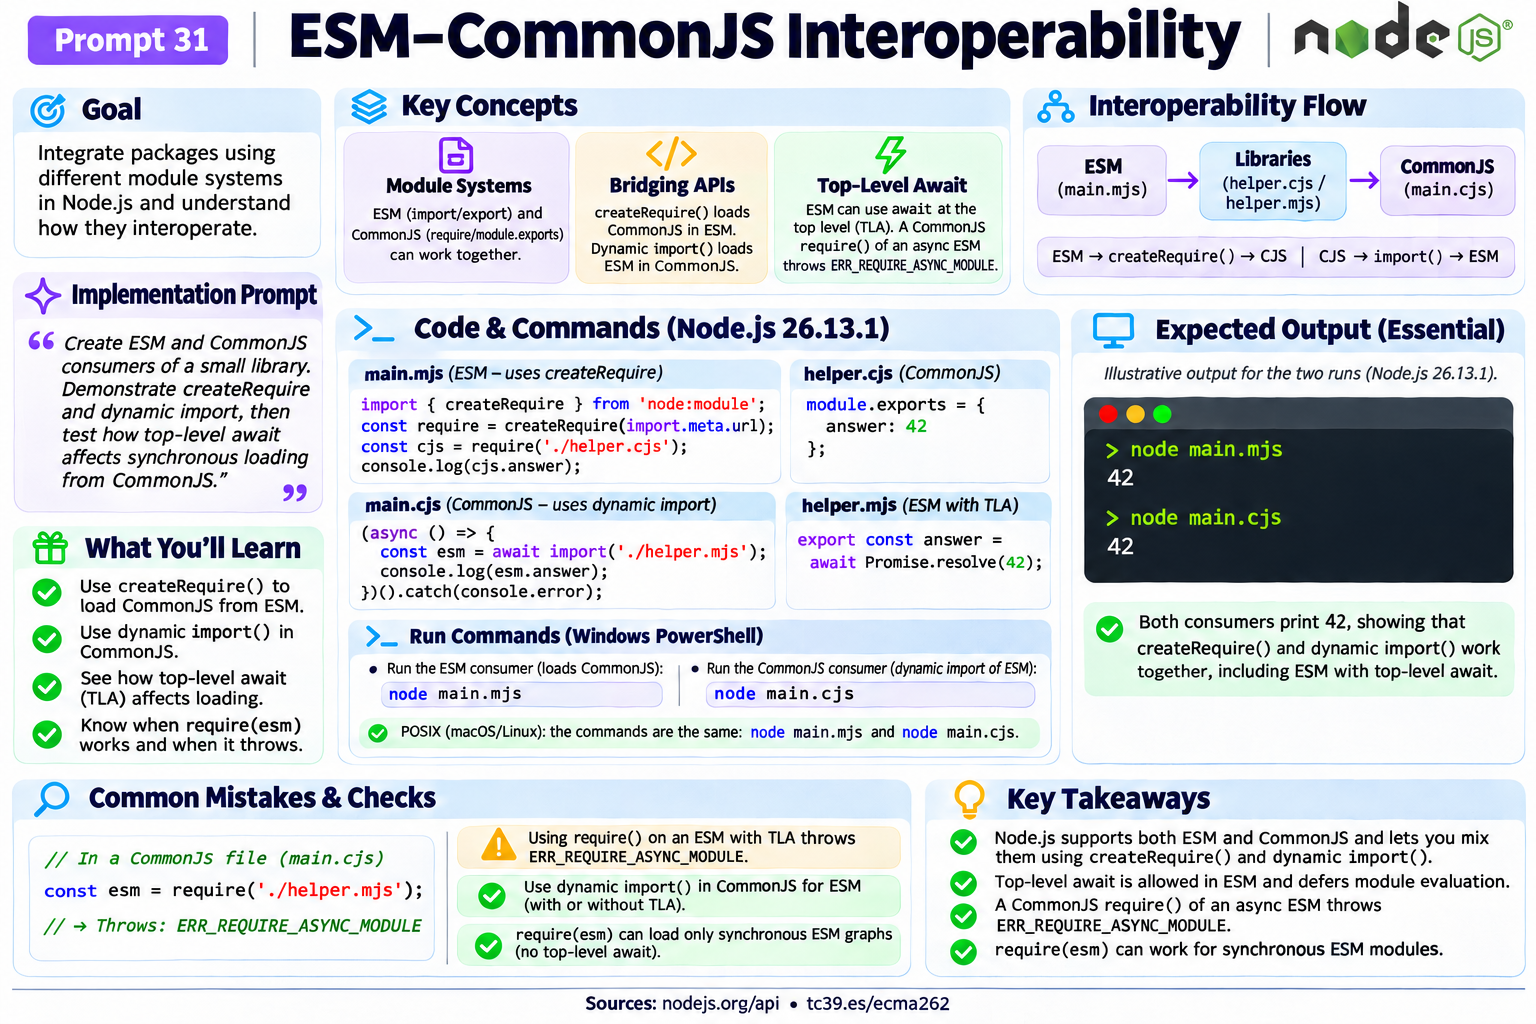 Prompt 31
ESM–CommonJS Interoperability
node JS ®
Goal
Integrate packages using
different module systems
in Node.js and understand
how they interoperate.
Key Concepts
Module Systems
ESM (import/export) and
CommonJS (require/module.exports)
can work together.
Bridging APIs
createRequire() loads
CommonJS in ESM.
Dynamic import() loads
ESM in CommonJS.
Top-Level Await
ESM can use await at the
top level (TLA). A CommonJS
require() of an async ESM
throws ERR_REQUIRE_ASYNC_MODULE.
Interoperability Flow
ESM
(main.mjs)
→
Libraries
(helper.cjs /
helper.mjs)
→
CommonJS
(main.cjs)
ESM → createRequire() → CJS | CJS → import() → ESM
Implementation Prompt
“ Create ESM and CommonJS
consumers of a small library.
Demonstrate createRequire
and dynamic import, then
test how top-level await
affects synchronous loading
from CommonJS.”
”
What You’ll Learn
Use createRequire() to
load CommonJS from ESM.
Use dynamic import() in
CommonJS.
See how top-level await
(TLA) affects loading.
Know when require(esm)
works and when it throws.
Code & Commands (Node.js 26.13.1)
main.mjs (ESM – uses createRequire)
import { createRequire } from 'node:module';
const require = createRequire(import.meta.url);
const cjs = require('./helper.cjs');
console.log(cjs.answer);
helper.cjs (CommonJS)
module.exports = {
answer: 42
};
main.cjs (CommonJS – uses dynamic import)
(async () => {
const esm = await import('./helper.mjs');
console.log(esm.answer);
})().catch(console.error);
helper.mjs (ESM with TLA)
export const answer =
await Promise.resolve(42);
Run Commands (Windows PowerShell)
• Run the ESM consumer (loads CommonJS):
node main.mjs
• Run the CommonJS consumer (dynamic import of ESM):
node main.cjs
POSIX (macOS/Linux): the commands are the same: node main.mjs and node main.cjs.
Expected Output (Essential)
Illustrative output for the two runs (Node.js 26.13.1).
> node main.mjs
42
> node main.cjs
42
Both consumers print 42, showing that
createRequire() and dynamic import() work
together, including ESM with top-level await.
Common Mistakes & Checks
// In a CommonJS file (main.cjs)
const esm = require('./helper.mjs');
// → Throws: ERR_REQUIRE_ASYNC_MODULE
Using require() on an ESM with TLA throws
ERR_REQUIRE_ASYNC_MODULE.
Use dynamic import() in CommonJS for ESM
(with or without TLA).
require(esm) can load only synchronous ESM graphs
(no top-level await).
Key Takeaways
Node.js supports both ESM and CommonJS and lets you mix
them using createRequire() and dynamic import().
Top-level await is allowed in ESM and defers module evaluation.
A CommonJS require() of an async ESM throws
ERR_REQUIRE_ASYNC_MODULE.
require(esm) can work for synchronous ESM modules.
Sources: nodejs.org/api • tc39.es/ecma262